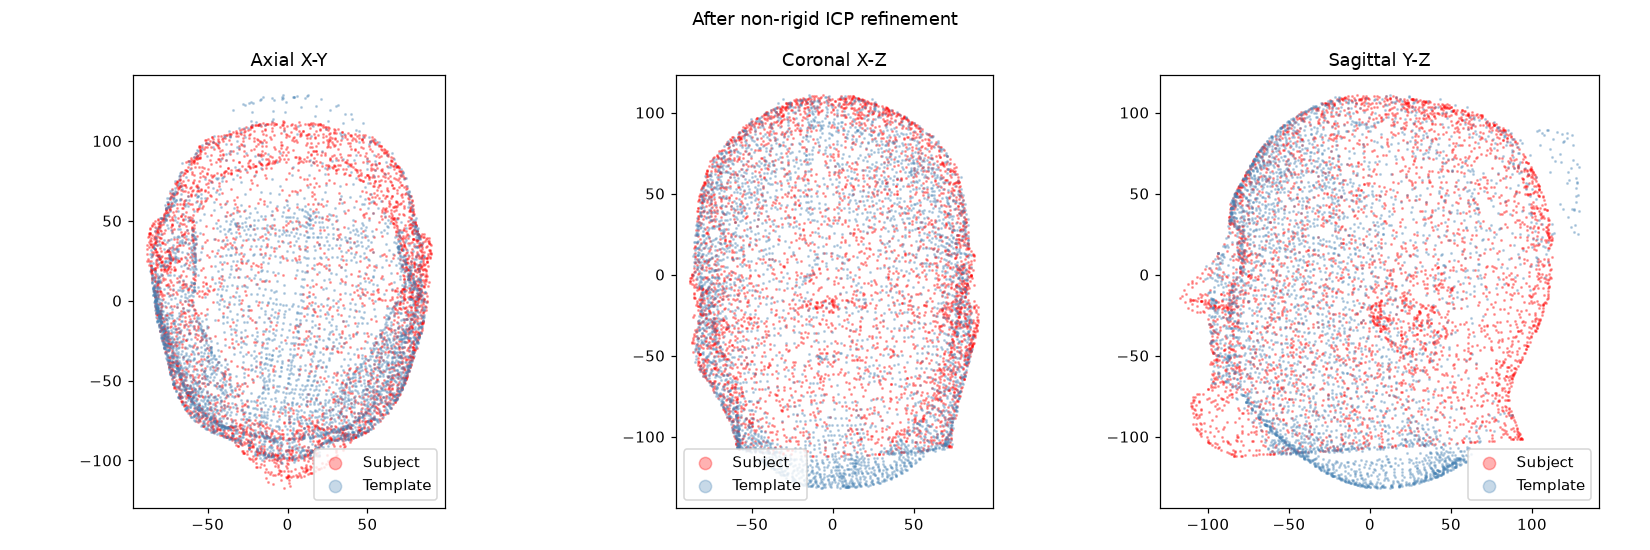 After non-rigid ICP refinement
Axial X-Y
100
50
0
−50
−100
−50
0
50
Subject
Template
Coronal X-Z
100
50
0
−50
−100
−50
0
50
Subject
Template
Sagittal Y-Z
100
50
0
−50
−100
−100
−50
0
50
100
Subject
Template